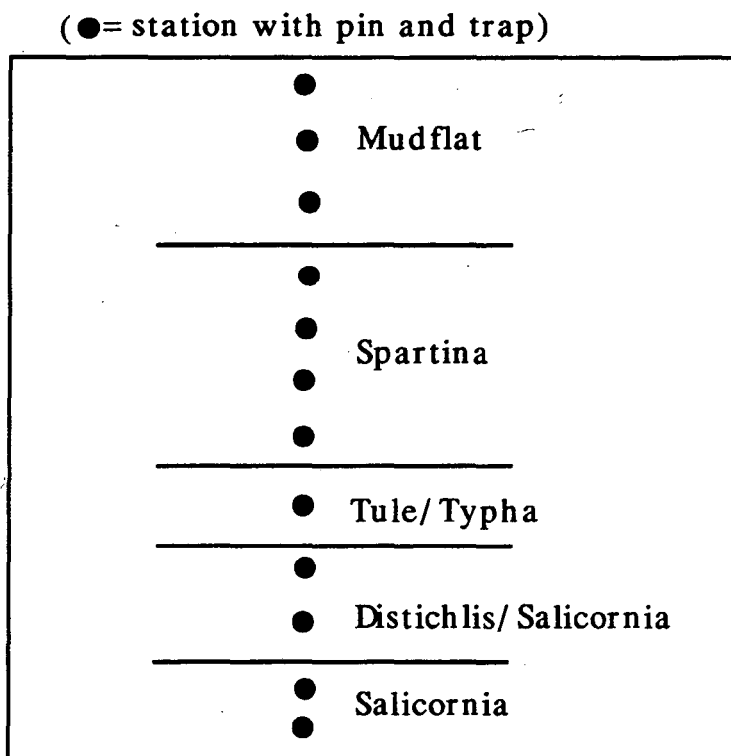 (●= station with pin and trap)
Mudflat
Spartina
Tule/Typha
Distichlis/Salicornia
Salicornia